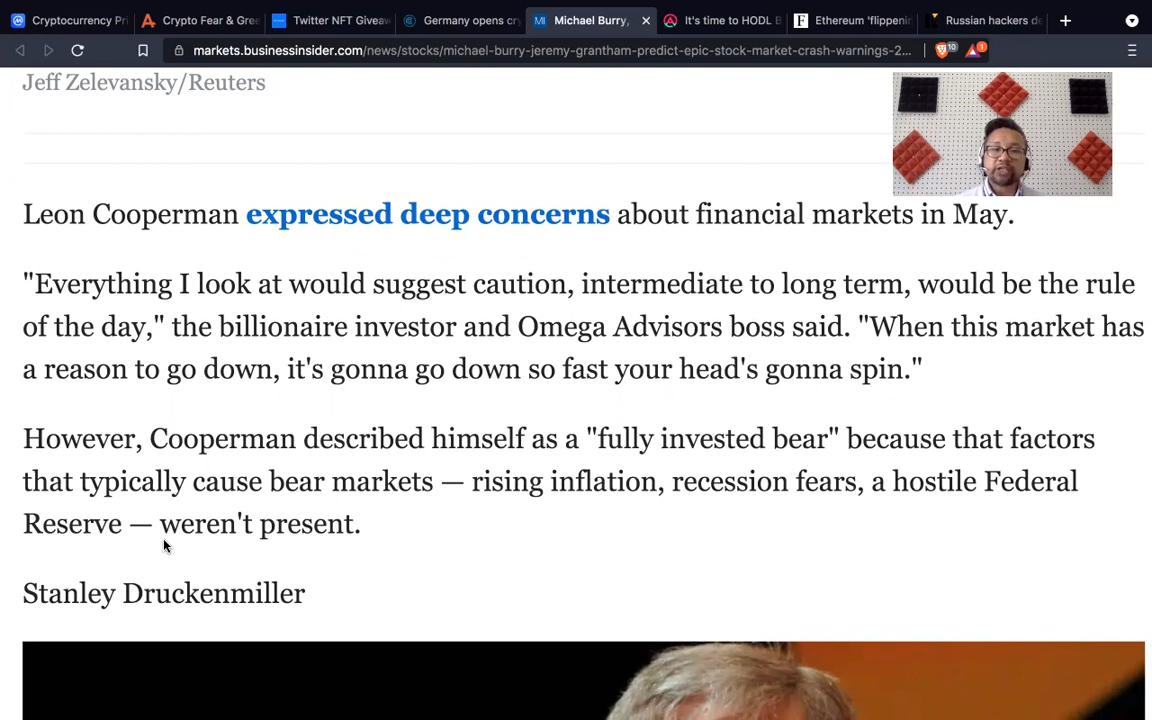 Cryptocurrency Pri
Crypto Fear & Gre
Twitter NFT Giveav
Germany opens cry
Michael Burry,
It's time to HODL B
Ethereum 'flippenin
Russian hackers de
markets.businessinsider.com/news/stocks/michael-burry-jeremy-grantham-predict-epic-stock-market-crash-warnings-2...
10
1
Jeff Zelevansky/Reuters
Leon Cooperman expressed deep concerns about financial markets in May.
"Everything I look at would suggest caution, intermediate to long term, would be the rule
of the day," the billionaire investor and Omega Advisors boss said. "When this market has
a reason to go down, it's gonna go down so fast your head's gonna spin."
However, Cooperman described himself as a "fully invested bear" because that factors
that typically cause bear markets — rising inflation, recession fears, a hostile Federal
Reserve — weren't present.
Stanley Druckenmiller